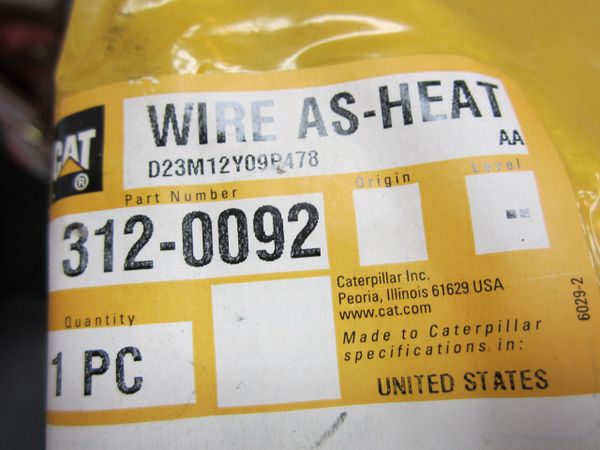 WIRE AS-HEAT
AA
D23M12Y09P478
CAT
®
Part Number
Origin
Level
312-0092
--
Caterpillar Inc.
Peoria, Illinois 61629 USA
www.cat.com
Quantity
1 PC
Made to Caterpillar
specifications in:
UNITED STATES
6029-2